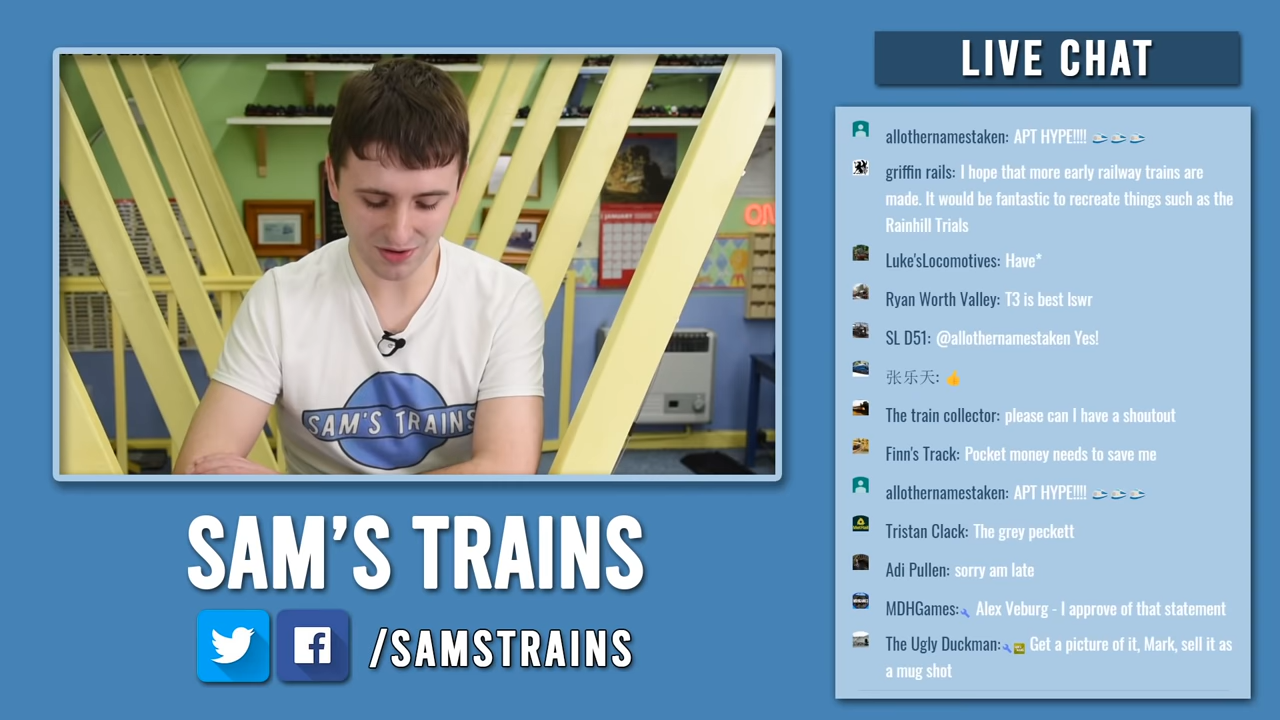 LIVE CHAT
allothernamestaken: APT HYPE!!!! 🚄🚄🚄
griffin rails: I hope that more early railway trains are
made. It would be fantastic to recreate things such as the
Rainhill Trials
Luke'sLocomotives: Have*
Ryan Worth Valley: T3 is best lswr
SL D51: @allothernamestaken Yes!
张乐天: 👍
The train collector: please can I have a shoutout
Finn's Track: Pocket money needs to save me
allothernamestaken: APT HYPE!!!! 🚄🚄🚄
Tristan Clack: The grey peckett
Adi Pullen: sorry am late
MDHGames: Alex Veburg - I approve of that statement
The Ugly Duckman: Get a picture of it, Mark, sell it as
a mug shot
JANUARY
SAM'S TRAINS
SAM'S TRAINS
/SAMSTRAINS